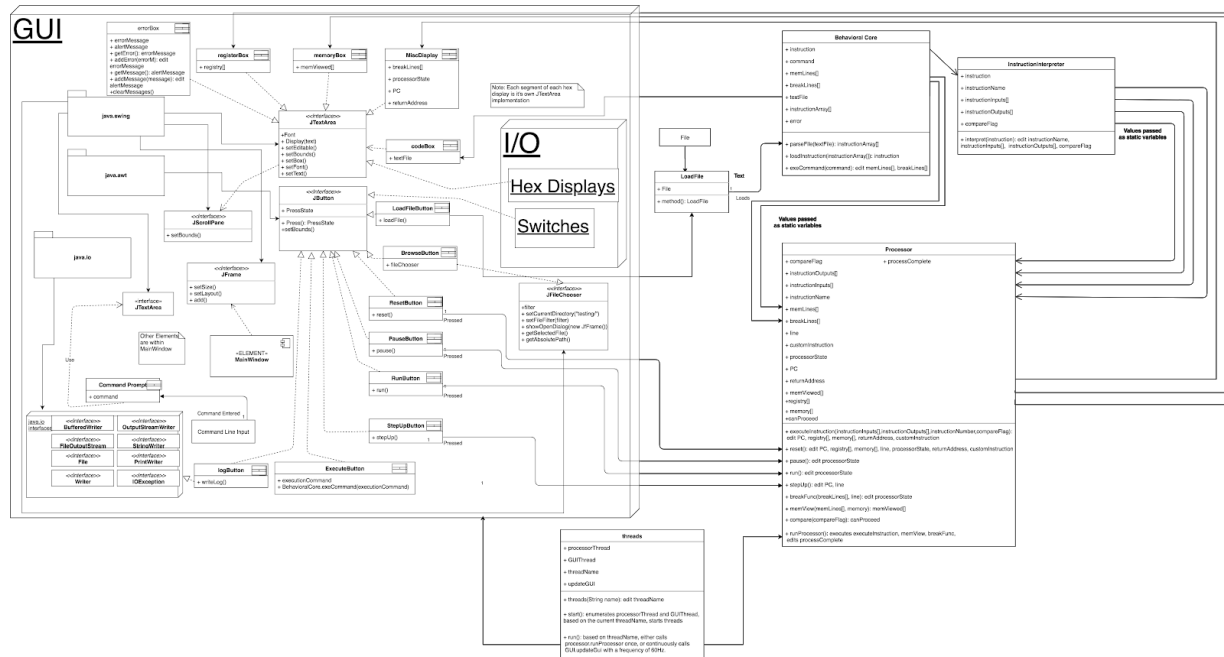 GUI
errorBox
+ errorMessage
+ alertMessage
+ getError(): errorMessage
+ addError(errorM): edit
errorMessage
+ getMessage(): alertMessage
+ addMessage(message): edit
alertMessage
+clearMessages()
registerBox
+ registry[]
memoryBox
+ memViewed[]
MiscDisplay
+ breakLines[]
+ processorState
+ PC
+ returnAddress
Note: Each segment of each hex
display is it's own JTextArea
implementation
java.swing
java.awt
java.io
<<Interface>>
JTextArea
+Font
+ Display(text)
+ setEditable()
+ setBounds()
+ setBox()
+ setFont()
+ setText()
codeBox
+ textFile
I/O
Hex Displays
Switches
<<Interface>>
JButton
+ PressState
+ Press(): PressState
+setBounds()
<<Interface>>
JScrollPane
+ setBounds()
<<Interface>>
JFrame
+ setSize()
+ setLayout()
+ add()
LoadFileButton
+ loadFile()
BrowseButton
+ fileChooser
<<Interface>>
JFileChooser
+filter
+ setCurrentDirectory("testing/")
+ setFileFilter(filter)
+ showOpenDialog(new JFrame())
+ getSelectedFile()
+ getAbsolutePath()
<Interface>
JTextArea
Other Elements
are within
MainWindow
<ELEMENT>
MainWindow
Use
ResetButton
+ reset()
1
Pressed
PauseButton
+ pause()
Pressed
RunButton
+ run()
Pressed
StepUpButton
+ stepUp()
1
Pressed
Command Prompt
+ command
Command Entered
1
Command Line Input
java.io
interfaces
<<Interface>>
BufferedWriter
<<Interface>>
OutputStreamWriter
<<Interface>>
FileOutputStream
<<Interface>>
StringWriter
<<Interface>>
File
<<Interface>>
PrintWriter
<<Interface>>
Writer
<<Interface>>
IOException
logButton
+ writeLog()
ExecuteButton
+ executionCommand
+ BehavioralCore.exeCommand(executionCommand)
1
File
LoadFile
+ File
+ method(): LoadFile
Text
1
Loads
Behavioral Core
+ instruction
+ command
+ memLines[]
+ breakLines[]
+ textFile
+ instructionArray[]
+ error
+ parseFile(textFile): instructionArray[]
+ loadInstruction(instructionArray[]): instruction
+ exeCommand(command): edit memLines[], breakLines[]
InstructionInterpreter
+ instruction
+ instructionName
+ instructionInputs[]
+ instructionOutputs[]
+ compareFlag
+ interpret(instruction): edit instructionName,
instructionInputs[], instructionOutputs[], compareFlag
Values passed
as static variables
Values passed
as static variables
Processor
+ compareFlag
+ processComplete
+ instructionOutputs[]
+ instructionInputs[]
+ instructionName
+ memLines[]
+ breakLines[]
+ line
+ customInstruction
+ processorState
+ PC
+ returnAddress
+ memViewed[]
+registry[]
+ memory[]
+canProceed
+ executeInstruction(instructionInputs[],instructionOutputs[],instructionNumber,compareFlag):
edit PC, registry[], memory[], returnAddress, customInstruction
+ reset(): edit PC, registry[], memory[], line, processorState, returnAddress, customInstruction
+ pause(): edit processorState
+ run(): edit processorState
+ stepUp(): edit PC, line
+ breakFunc(breakLines[], line): edit processorState
+ memView(memLines[], memory): memViewed[]
+ compare(compareFlag): canProceed
+ runProcessor(): executes executeInstruction, memView, breakFunc,
edits processComplete
threads
+ processorThread
+ GUIThread
+ threadName
+ updateGUI
+ threads(String name): edit threadName
+ start(): enumerates processorThread and GUIThread,
based on the current threadName, starts threads
+ run(): based on threadName, either calls
processor.runProcessor once, or continuously calls
GUI.updateGui with a frequency of 60Hz.